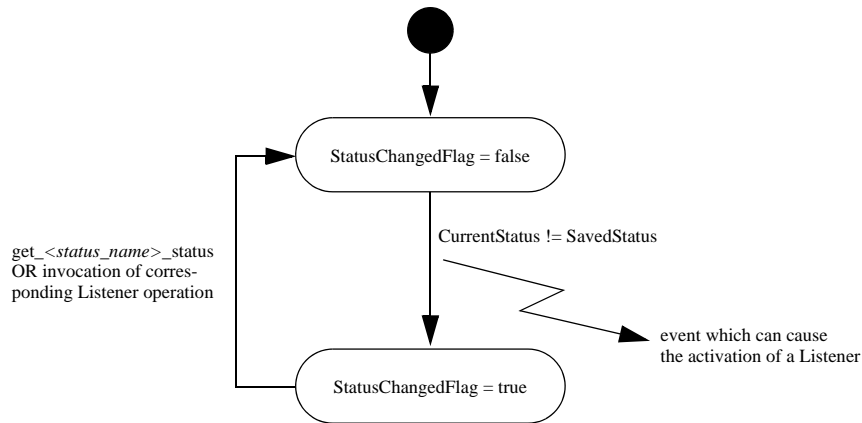 StatusChangedFlag = false
CurrentStatus != SavedStatus
get_<status_name>_status
OR invocation of corres-
ponding Listener operation
event which can cause
the activation of a Listener
StatusChangedFlag = true